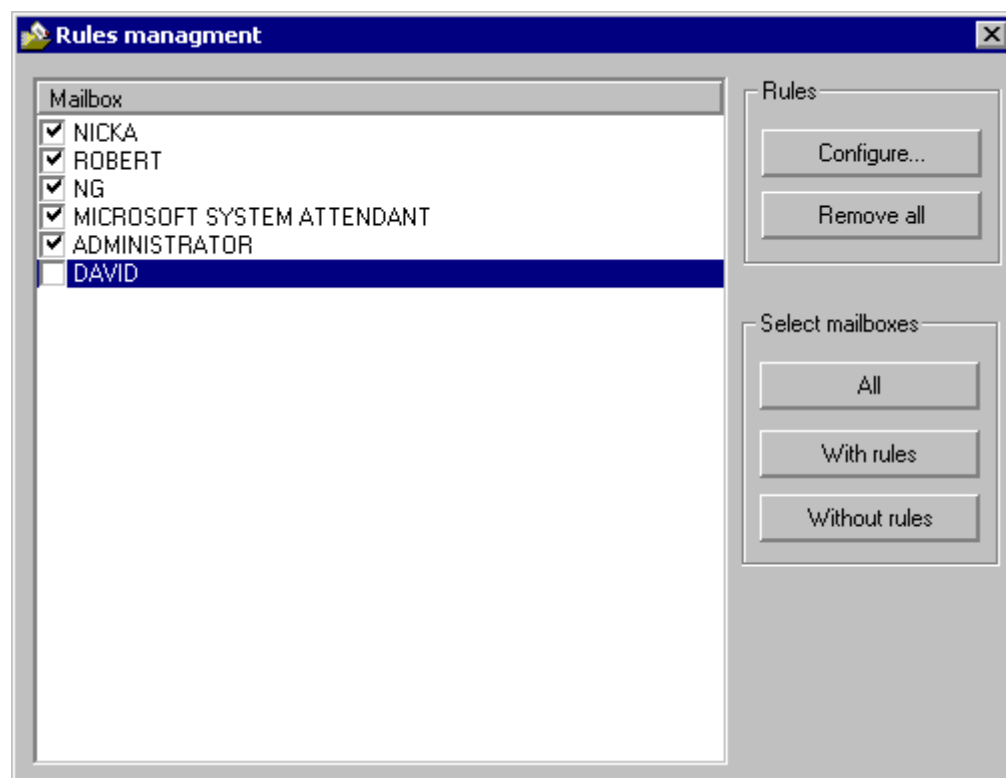 Rules managment
Mailbox
NICKA
ROBERT
NG
MICROSOFT SYSTEM ATTENDANT
ADMINISTRATOR
DAVID
Rules
Configure...
Remove all
Select mailboxes
All
With rules
Without rules